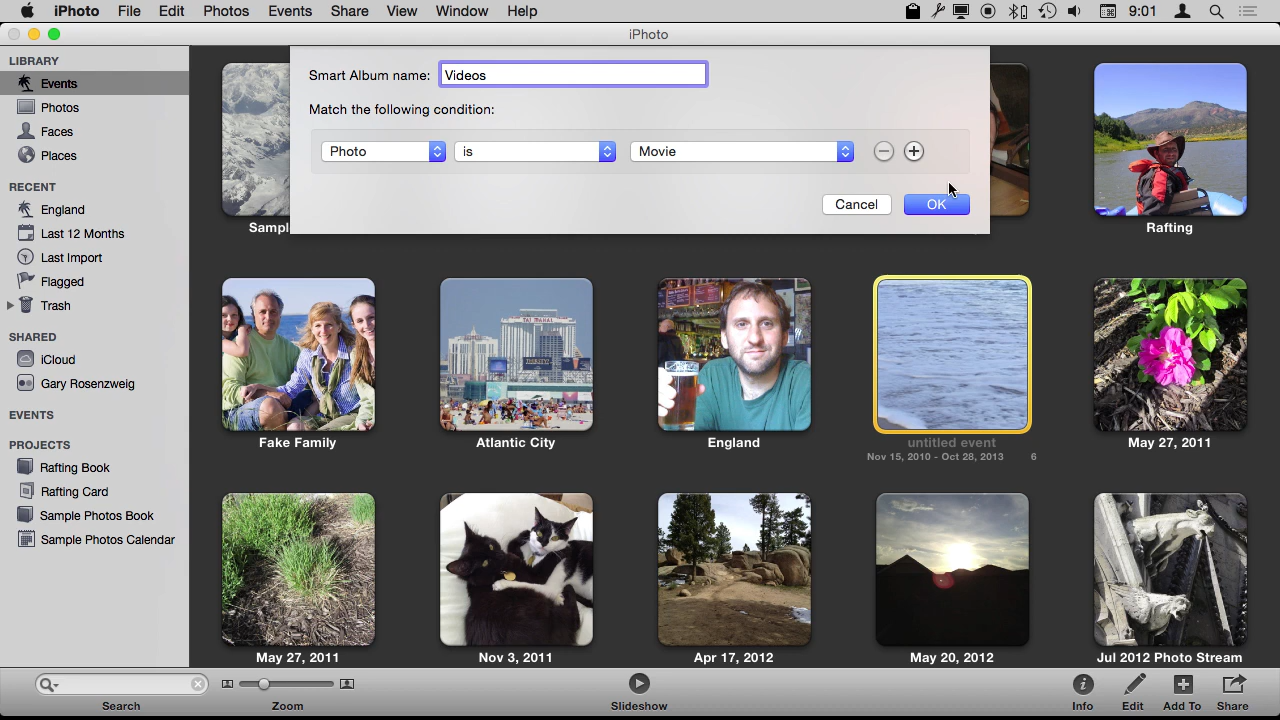 iPhoto File Edit Photos Events Share View Window Help 9:01
iPhoto
LIBRARY
Events
Photos
Faces
Places
RECENT
England
Last 12 Months
Last Import
Flagged
Trash
SHARED
iCloud
Gary Rosenzweig
EVENTS
PROJECTS
Rafting Book
Rafting Card
Sample Photos Book
Sample Photos Calendar
Smart Album name: Videos
Match the following condition:
Photo is Movie
Cancel OK
Sampl
Rafting
Fake Family
Atlantic City
England
untitled event
Nov 15, 2010 - Oct 28, 2013 6
May 27, 2011
May 27, 2011
Nov 3, 2011
Apr 17, 2012
May 20, 2012
Jul 2012 Photo Stream
Search Zoom Slideshow Info Edit Add To Share